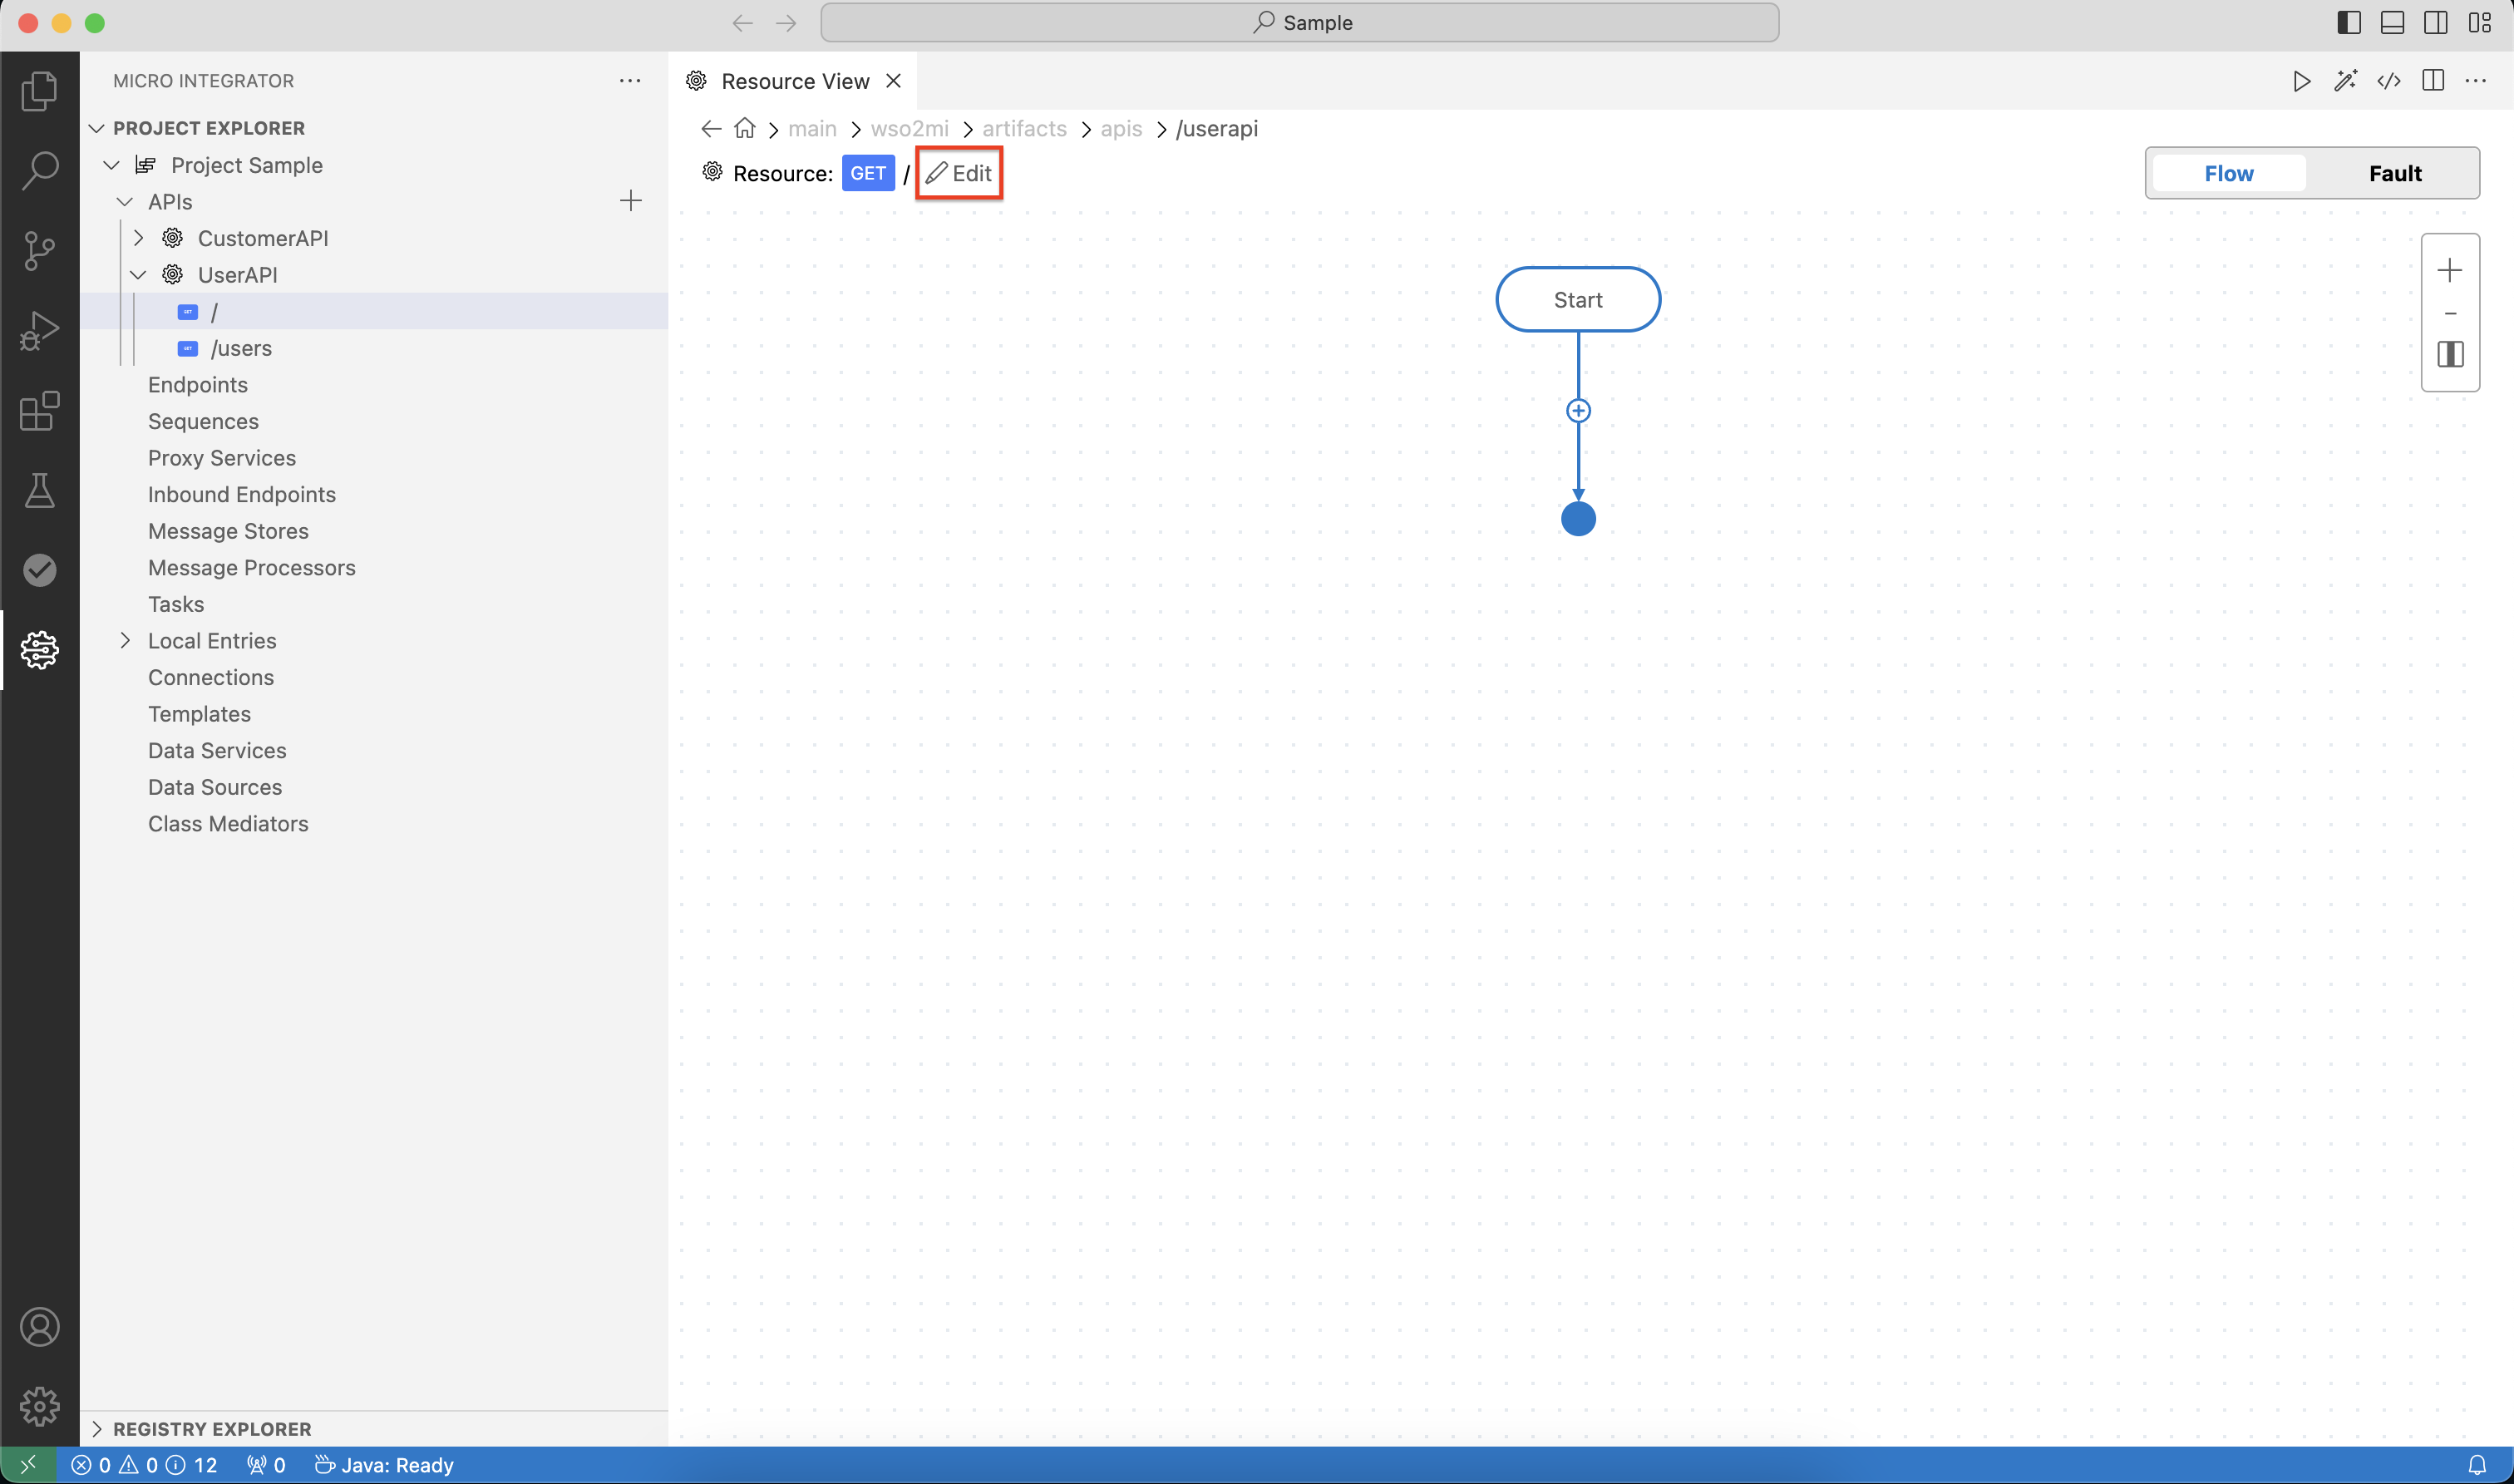 Sample
MICRO INTEGRATOR
Resource View
PROJECT EXPLORER
main > wso2mi > artifacts > apis > /userapi
Project Sample
Resource: GET / Edit
Flow Fault
APIs
CustomerAPI
UserAPI
/
Start
/users
Endpoints
Sequences
Proxy Services
Inbound Endpoints
Message Stores
Message Processors
Tasks
Local Entries
Connections
Templates
Data Services
Data Sources
Class Mediators
REGISTRY EXPLORER
0 0 12 0 Java: Ready